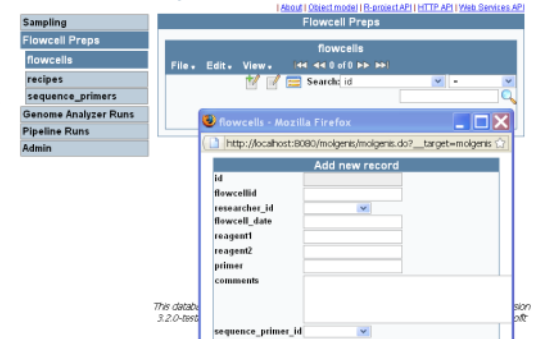 | About | Object model | R-project API | HTTP API | Web Services API
Sampling
Flowcell Preps
flowcells
recipes
sequence_primers
Genome Analyzer Runs
Pipeline Runs
Admin
Flowcell Preps
flowcells
File Edit View 0 of 0
Search: id -
flowcells - Mozilla Firefox
http://localhost:8080/molgenis/molgenis.do?__target=molgenis
Add new record
id
flowcellid
researcher_id
flowcell_date
reagent1
reagent2
primer
comments
sequence_primer_id
This databa
sion
3.2.0-test
oft